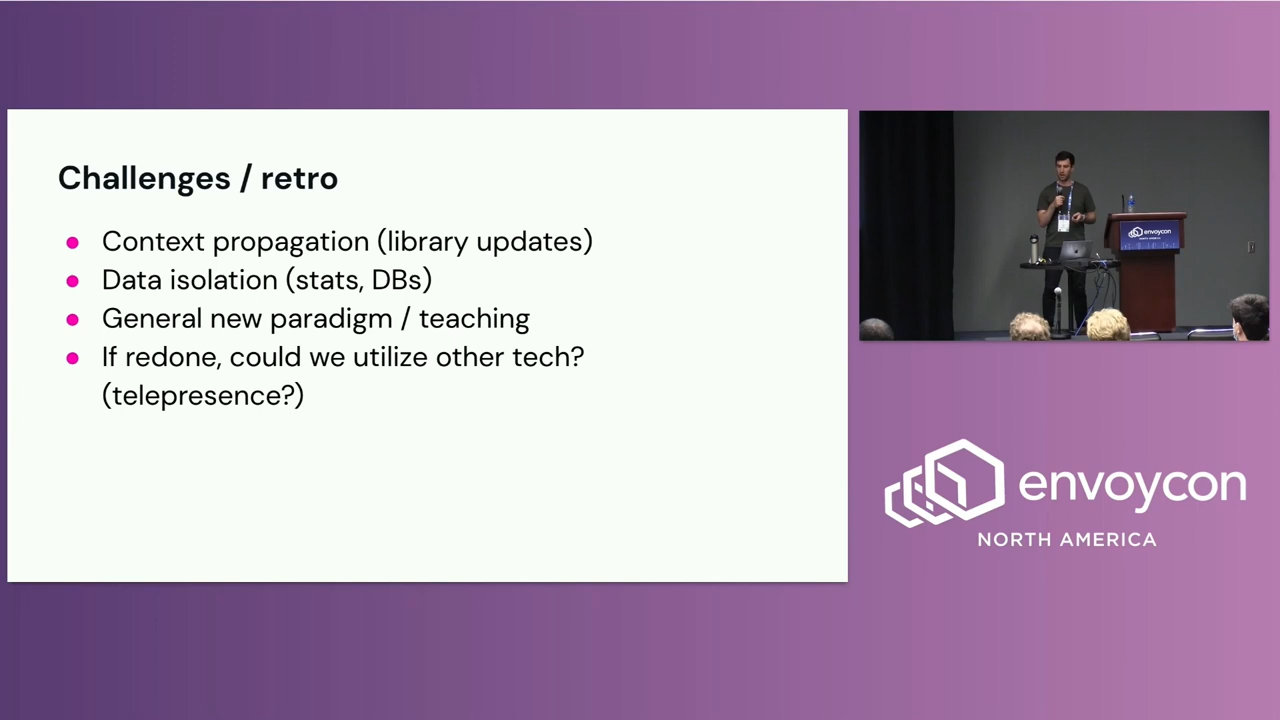 Challenges / retro
● Context propagation (library updates)
● Data isolation (stats, DBs)
● General new paradigm / teaching
● If redone, could we utilize other tech?
(telepresence?)
envoycon
envoycon
NORTH AMERICA